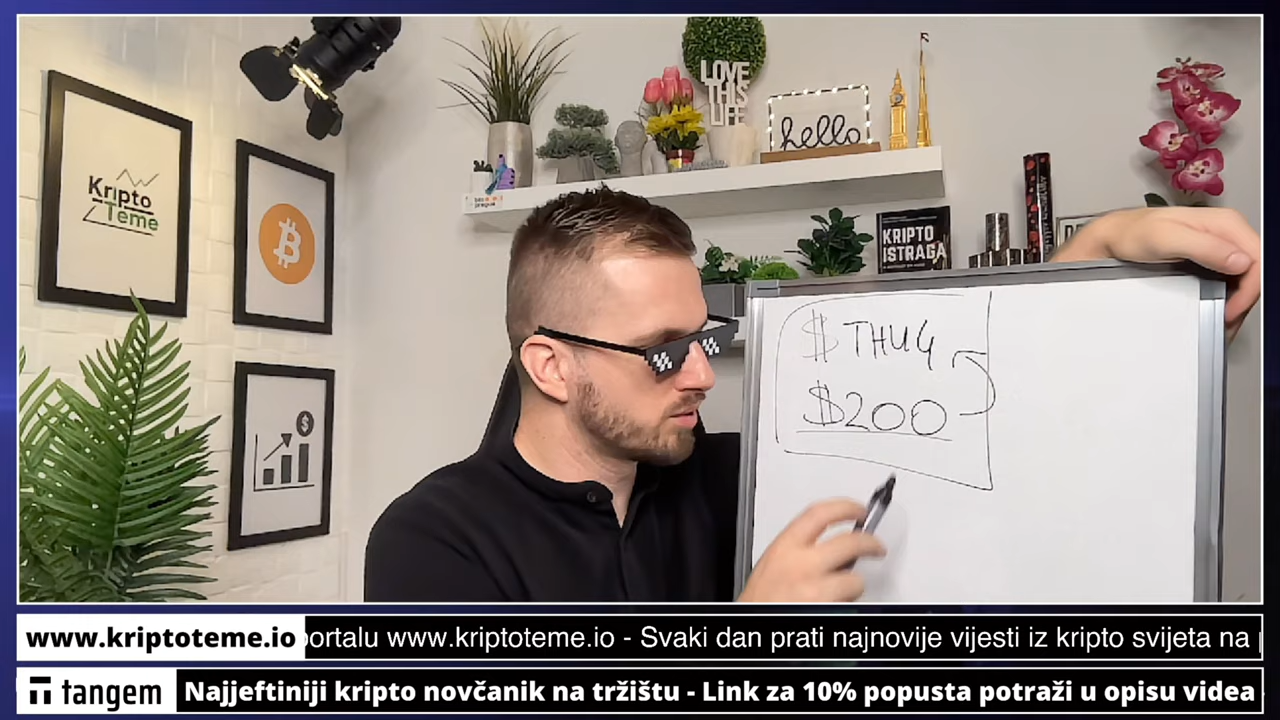 Kripto
Teme
LOVE
THIS
LIFE
hello
KRIPTO
ISTRAGA
$ THUG
$200
www.kriptoteme.io
portalu www.kriptoteme.io - Svaki dan prati najnovije vijesti iz kripto svijeta na
tangem
Najjeftiniji kripto novčanik na tržištu - Link za 10% popusta potraži u opisu videa